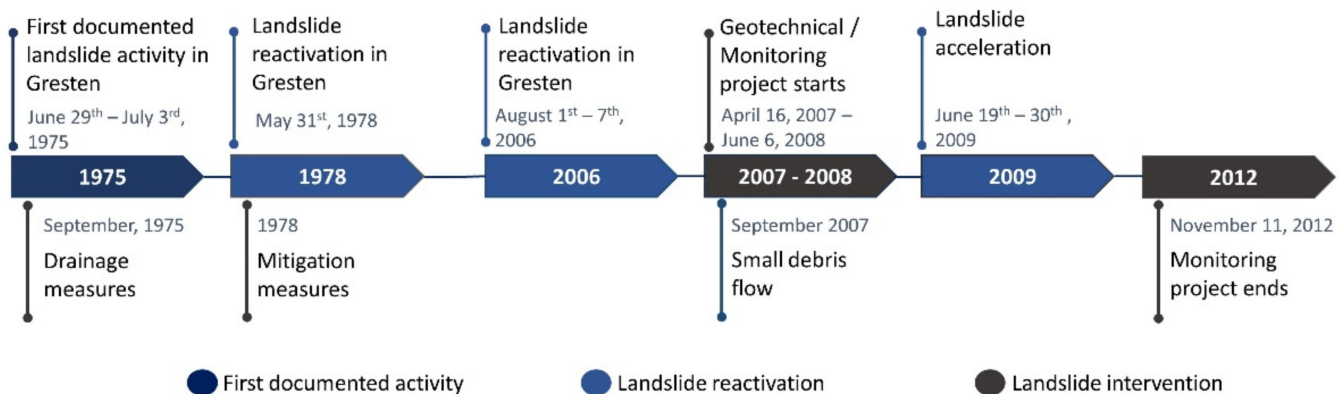 First documented
landslide activity in
Gresten
June 29th – July 3rd,
1975
Landslide
reactivation in
Gresten
May 31st, 1978
Landslide
reactivation in
Gresten
August 1st – 7th,
2006
Geotechnical /
Monitoring
project starts
April 16, 2007 –
June 6, 2008
Landslide
acceleration
June 19th – 30th ,
2009
1975
1978
2006
2007 - 2008
2009
2012
September, 1975
Drainage
measures
1978
Mitigation
measures
September 2007
Small debris
flow
November 11, 2012
Monitoring
project ends
First documented activity
Landslide reactivation
Landslide intervention